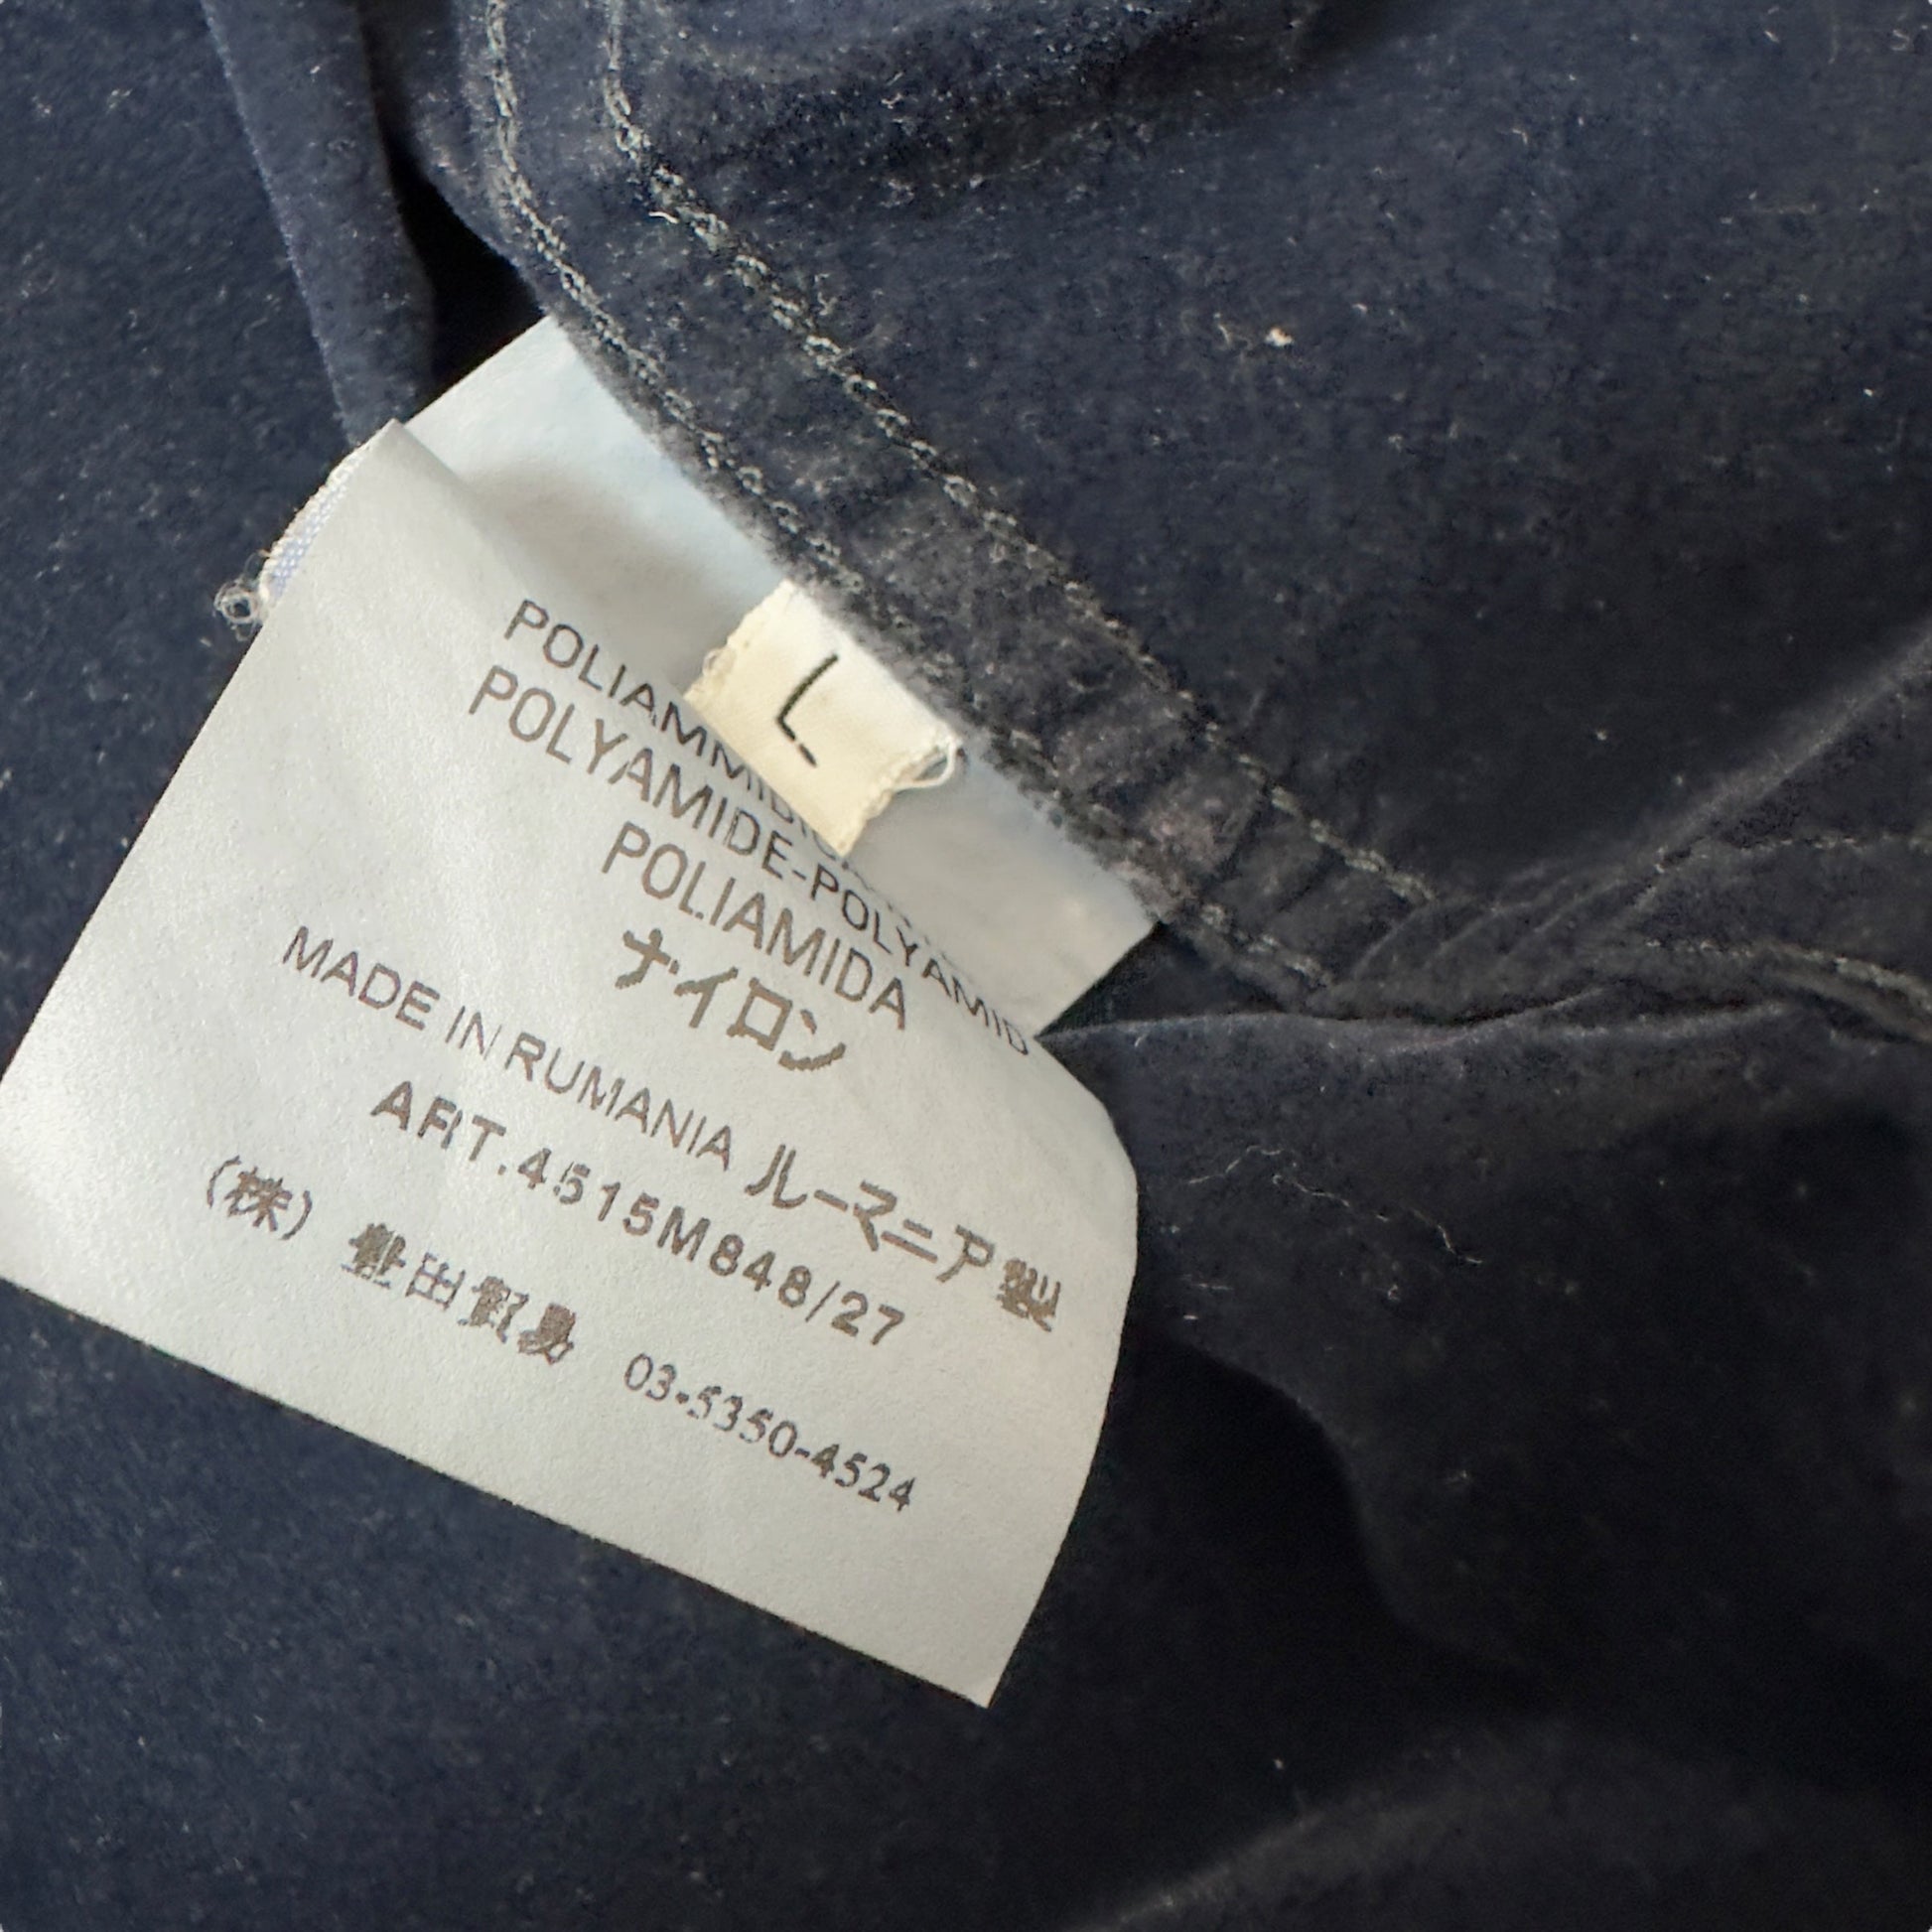 L
POLYAMIDE-POLYAMID
POLIAMIDA
ナイロン
MADE IN RUMANIA ルーマニア製
ART.4515M848/27
(株) 豊田貿易 03-5350-4524